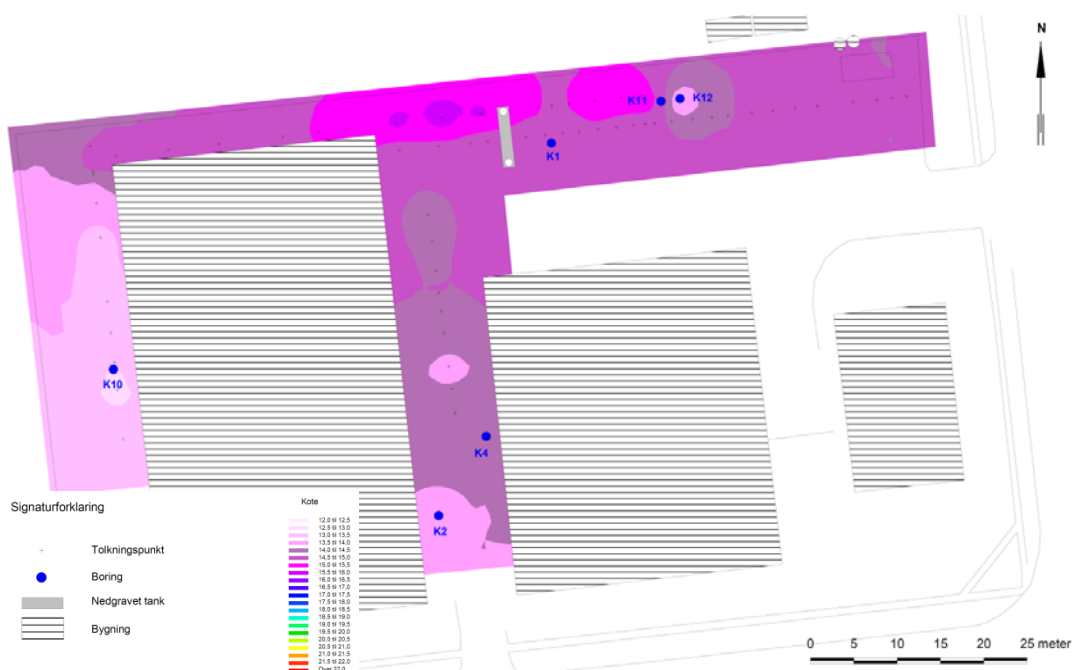 N
K11
K12
K1
K10
K4
K2
Signaturforklaring
Tolkningspunkt
Boring
Nedgravet tank
Bygning
Kote
12,0 til 12,5
12,5 til 13,0
13,0 til 13,5
13,5 til 14,0
14,0 til 14,5
14,5 til 15,0
15,0 til 15,5
15,5 til 16,0
16,0 til 16,5
16,5 til 17,0
17,0 til 17,5
17,5 til 18,0
18,0 til 18,5
18,5 til 19,0
19,0 til 19,5
19,5 til 20,0
20,0 til 20,5
20,5 til 21,0
21,0 til 21,5
21,5 til 22,0
Over 22,0
0 5 10 15 20 25 meter